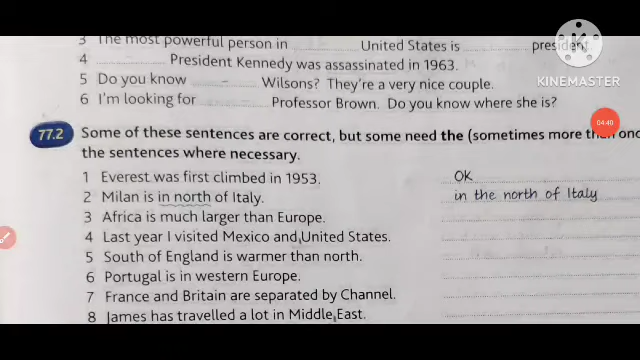 3 The most powerful person in .......... United States is .......... president.
4 .......... President Kennedy was assassinated in 1963.
5 Do you know .......... Wilsons? They're a very nice couple.
6 I'm looking for .......... Professor Brown. Do you know where she is?
KINEMASTER
04:40
77.2 Some of these sentences are correct, but some need the (sometimes more than onc
the sentences where necessary.
1 Everest was first climbed in 1953. OK
2 Milan is in north of Italy. in the north of Italy
3 Africa is much larger than Europe.
4 Last year I visited Mexico and United States.
5 South of England is warmer than north.
6 Portugal is in western Europe.
7 France and Britain are separated by Channel.
8 James has travelled a lot in Middle East.